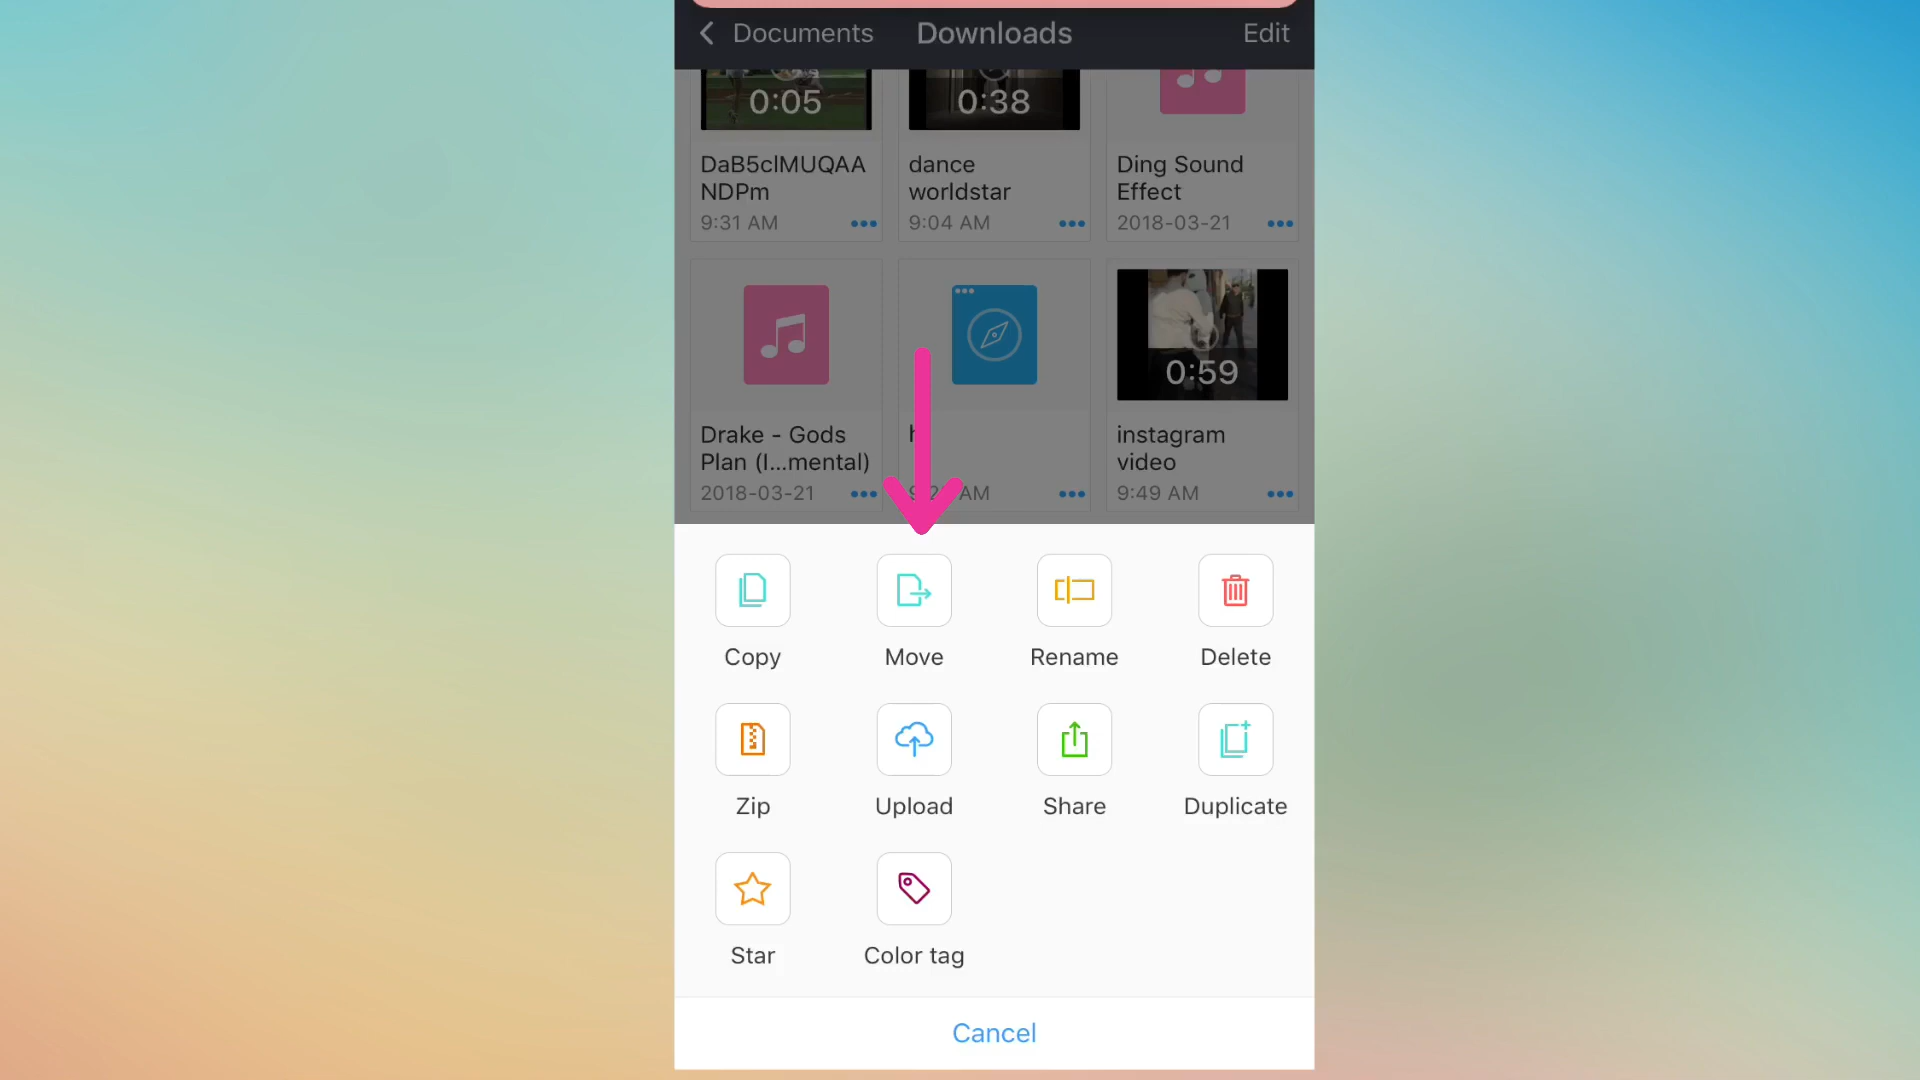 Documents
Downloads
Edit
0:05
0:38
DaB5clMUQAA
NDPm
9:31 AM
dance
worldstar
9:04 AM
Ding Sound
Effect
2018-03-21
0:59
Drake - Gods
Plan (I...mental)
2018-03-21
AM
instagram
video
9:49 AM
Copy
Move
Rename
Delete
Zip
Upload
Share
Duplicate
Star
Color tag
Cancel